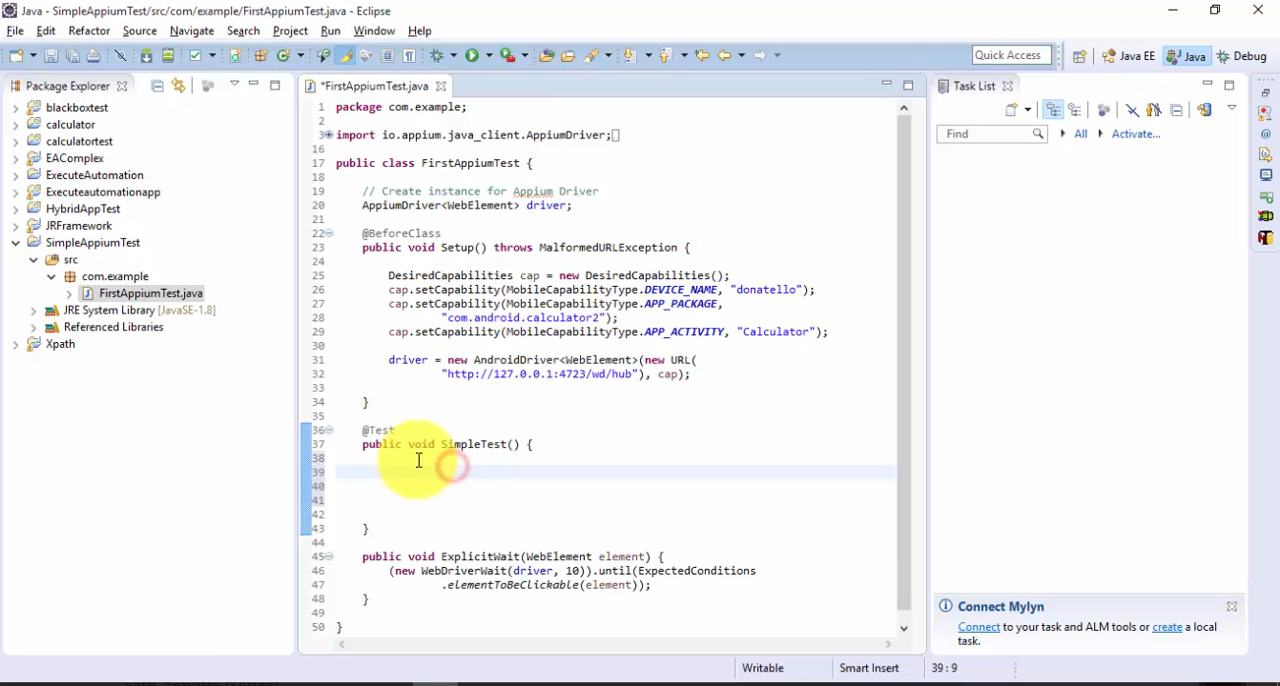 Java - SimpleAppiumTest/src/com/example/FirstAppiumTest.java - Eclipse
File Edit Refactor Source Navigate Search Project Run Window Help
Quick Access Java EE Java Debug
Package Explorer
*FirstAppiumTest.java
Task List
blackboxtest
calculator
calculatortest
EAComplex
ExecuteAutomation
Executeautomationapp
HybridAppTest
JRFramework
SimpleAppiumTest
src
com.example
FirstAppiumTest.java
JRE System Library [JavaSE-1.8]
Referenced Libraries
Xpath
1 package com.example;
2
3 import io.appium.java_client.AppiumDriver;
16
17 public class FirstAppiumTest {
18
19 // Create instance for Appium Driver
20 AppiumDriver<WebElement> driver;
21
22 @BeforeClass
23 public void Setup() throws MalformedURLException {
24
25 DesiredCapabilities cap = new DesiredCapabilities();
26 cap.setCapability(MobileCapabilityType.DEVICE_NAME, "donatello");
27 cap.setCapability(MobileCapabilityType.APP_PACKAGE,
28 "com.android.calculator2");
29 cap.setCapability(MobileCapabilityType.APP_ACTIVITY, "Calculator");
30
31 driver = new AndroidDriver<WebElement>(new URL(
32 "http://127.0.0.1:4723/wd/hub"), cap);
33
34 }
35
36 @Test
37 public void SimpleTest() {
38
39
40
41
42
43 }
44
45 public void ExplicitWait(WebElement element) {
46 (new WebDriverWait(driver, 10)).until(ExpectedConditions
47 .elementToBeClickable(element));
48 }
49
50 }
Find All Activate...
Connect Mylyn
Connect to your task and ALM tools or create a local
task.
Writable Smart Insert 39 : 9